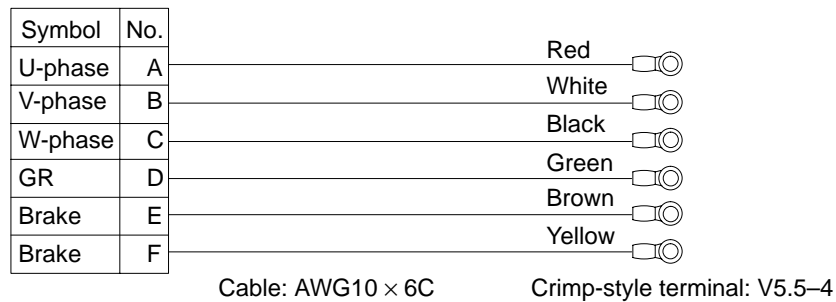 Symbol No.
U-phase A Red
V-phase B White
W-phase C Black
GR D Green
Brake E Brown
Brake F Yellow
Cable: AWG10 × 6C Crimp-style terminal: V5.5–4